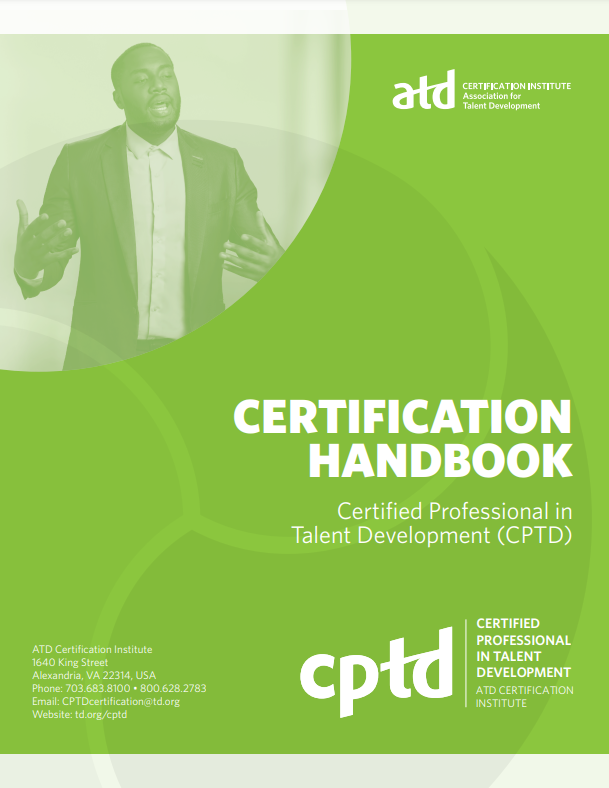 atd CERTIFICATION INSTITUTE
Association for
Talent Development
CERTIFICATION
HANDBOOK
Certified Professional in
Talent Development (CPTD)
cptd
CERTIFIED
PROFESSIONAL
IN TALENT
DEVELOPMENT
ATD CERTIFICATION
INSTITUTE
ATD Certification Institute
1640 King Street
Alexandria, VA 22314, USA
Phone: 703.683.8100 • 800.628.2783
Email: CPTDcertification@td.org
Website: td.org/cptd